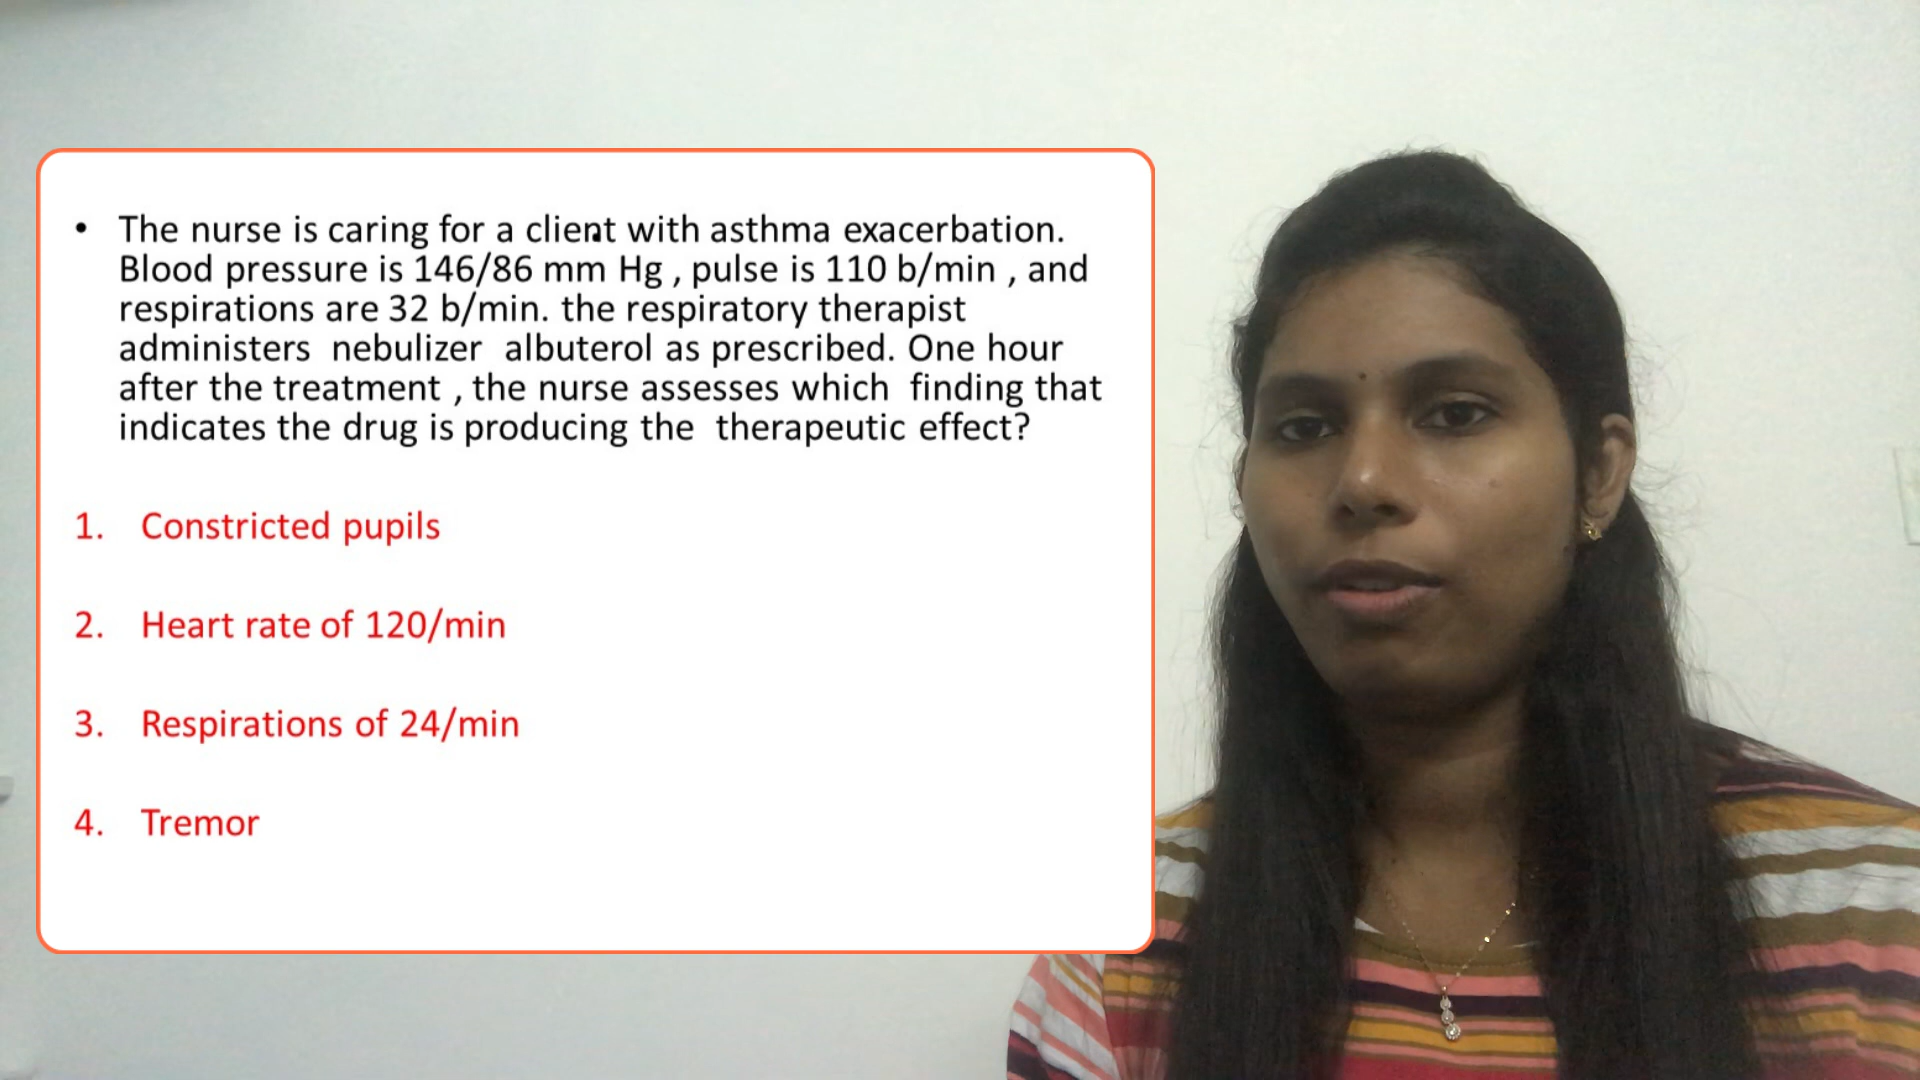 • The nurse is caring for a client with asthma exacerbation.
Blood pressure is 146/86 mm Hg , pulse is 110 b/min , and
respirations are 32 b/min. the respiratory therapist
administers nebulizer albuterol as prescribed. One hour
after the treatment , the nurse assesses which finding that
indicates the drug is producing the therapeutic effect?
1. Constricted pupils
2. Heart rate of 120/min
3. Respirations of 24/min
4. Tremor